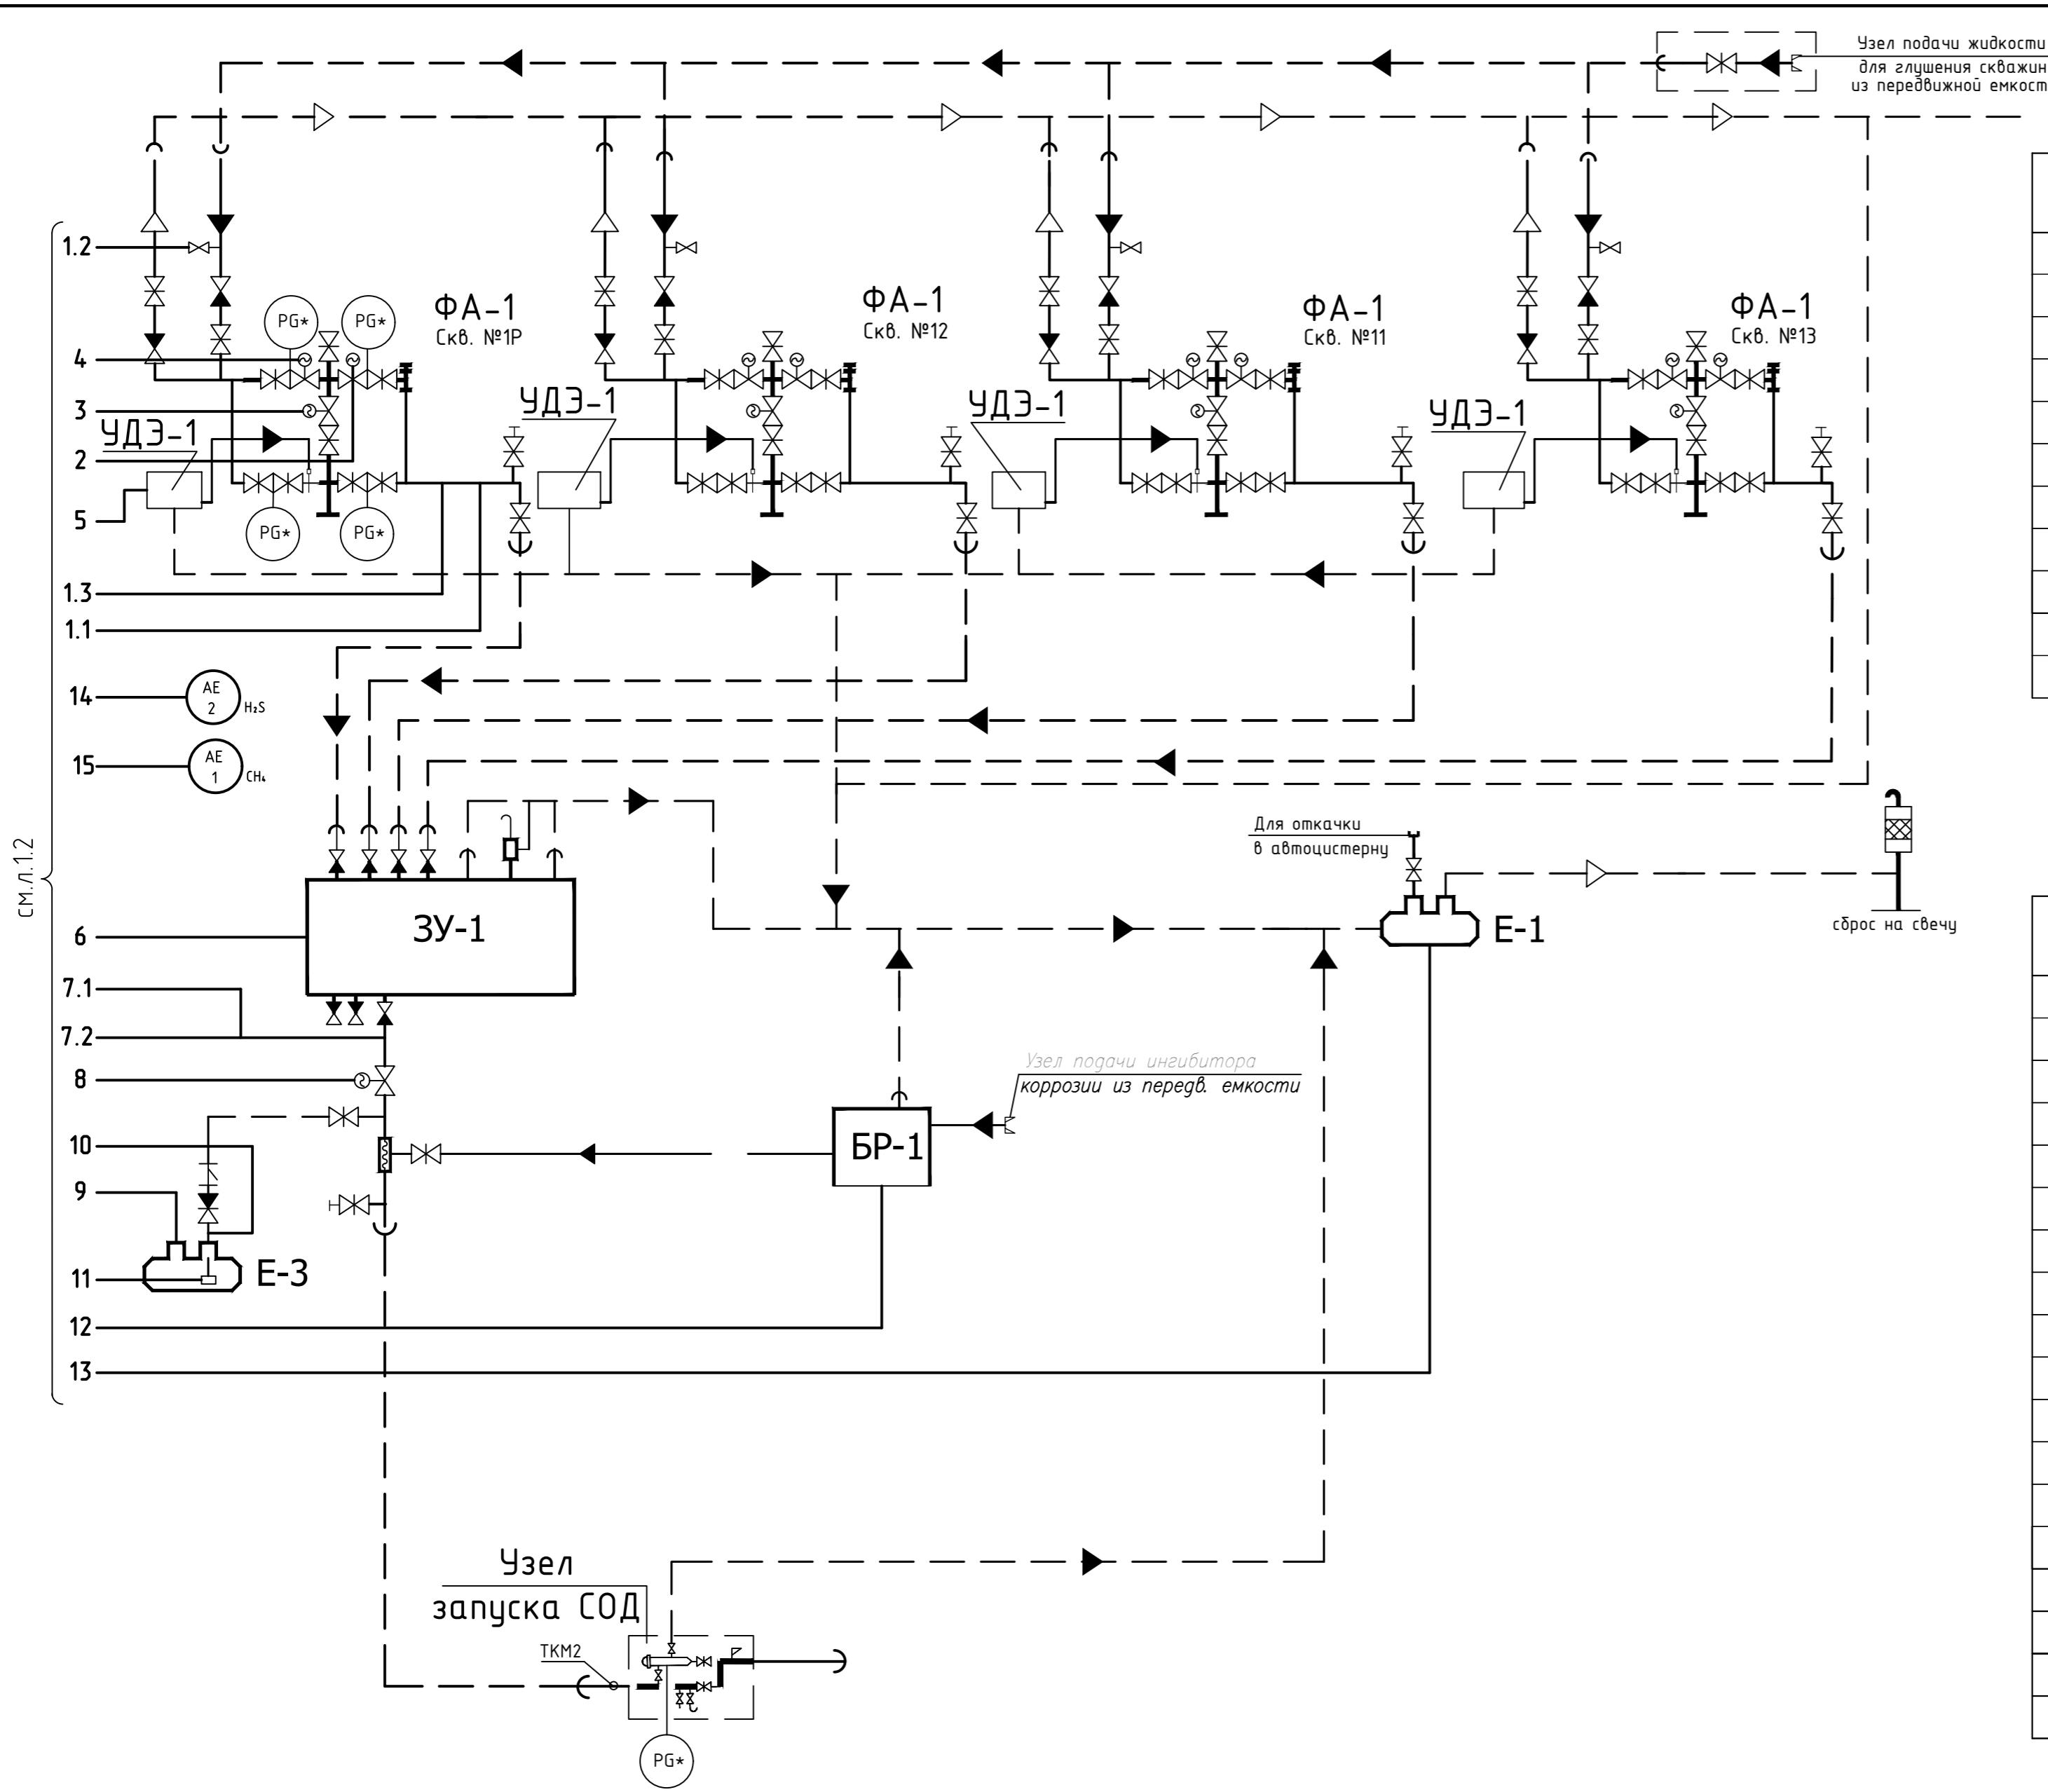 Узел подачи жидкости
для глущения скважин
из передвижной емкост
1.2
ФА-1
Скв. №1Р
ФА-1
Скв. №12
ФА-1
Скв. №11
ФА-1
Скв. №13
PG*
PG*
4
3
УДЭ-1
УДЭ-1
УДЭ-1
УДЭ-1
2
5
PG*
PG*
1.3
1.1
14
AE
2
H₂S
15
AE
1
CH₄
см.л.1.2
Для откачки
в автоцистерну
6
ЗУ-1
Е-1
сброс на свечу
7.1
7.2
8
Узел подачи ингибитора
коррозии из передв. емкости
10
БР-1
9
11
Е-3
12
13
Узел
запуска СОД
ТКМ2
PG*